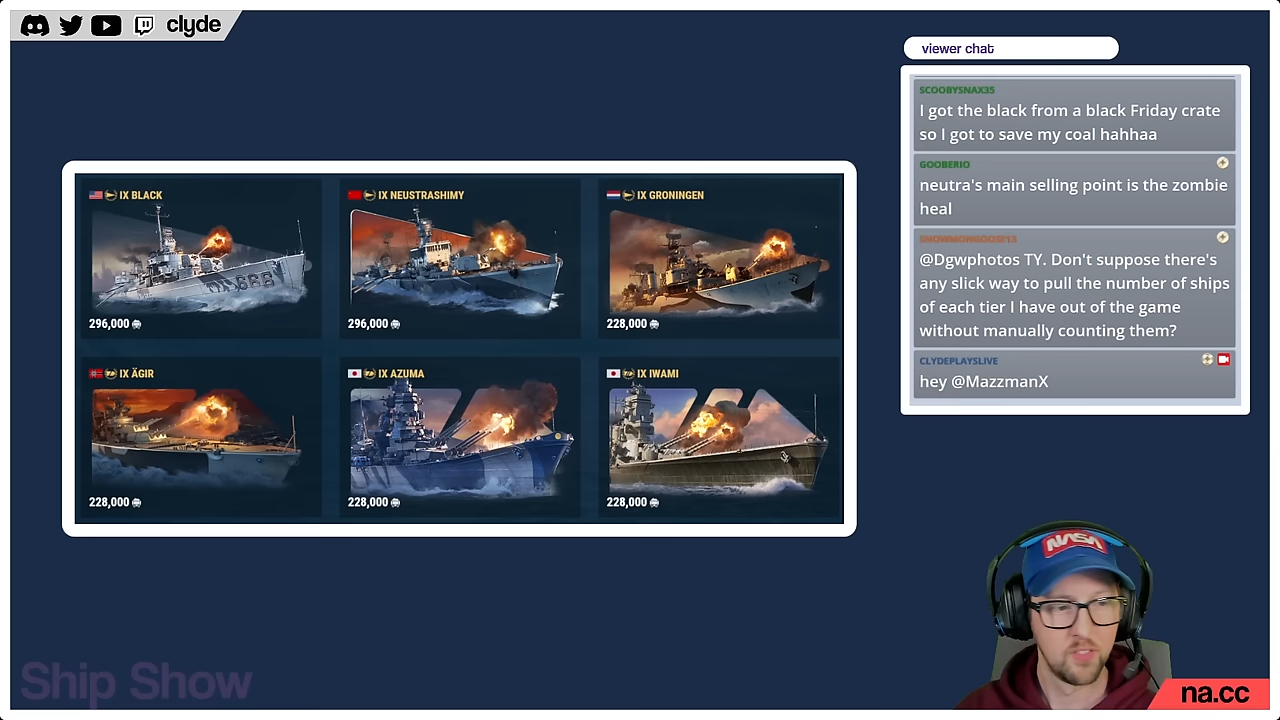 clyde
viewer chat
SCOOBYSNAX35
I got the black from a black Friday crate
so I got to save my coal hahhaa
GOOBERIO
neutra's main selling point is the zombie
heal
SNOWMONGOOSE13
@Dgwphotos TY. Don't suppose there's
any slick way to pull the number of ships
of each tier I have out of the game
without manually counting them?
CLYDEPLAYSLIVE
hey @MazzmanX
IX BLACK
296,000
IX NEUSTRASHIMY
296,000
IX GRONINGEN
228,000
IX ÄGIR
228,000
IX AZUMA
228,000
IX IWAMI
228,000
NASA
Ship Show
na.cc